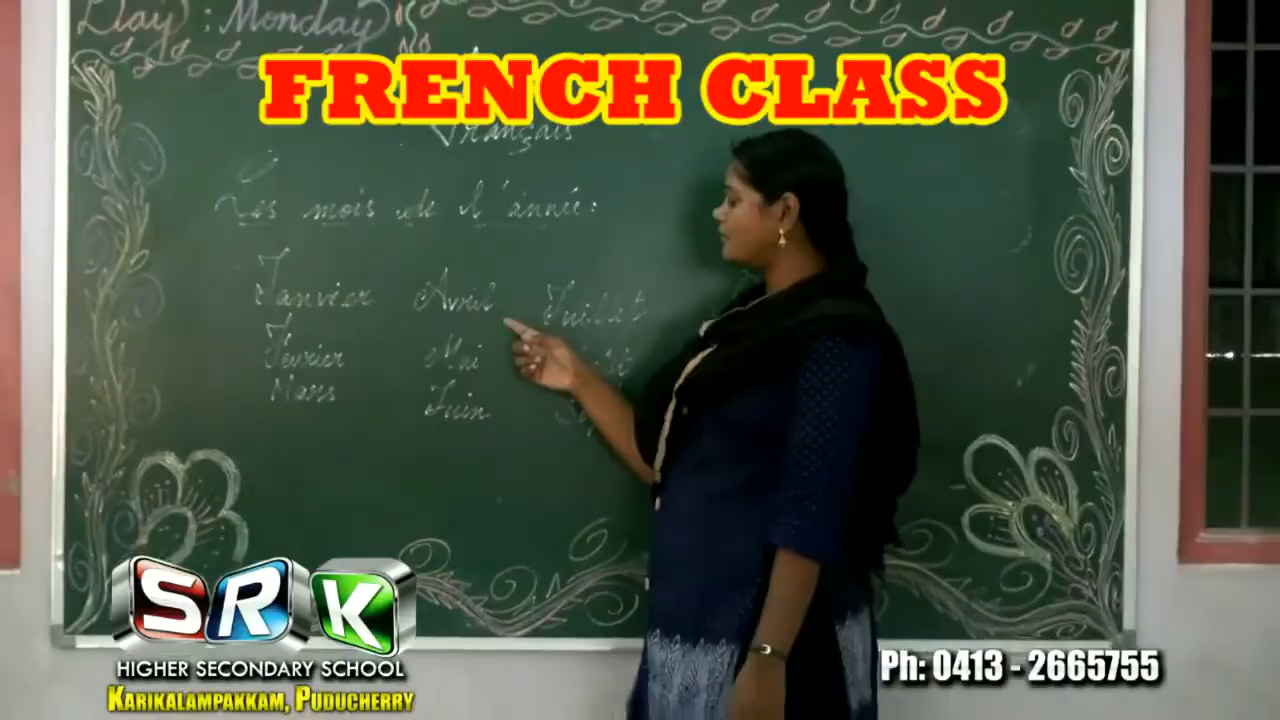 Day : Monday
FRENCH CLASS
Français
Les mois de l'année:
Janvier Avril Juillet
Février Mai
Mars Juin
SRK
HIGHER SECONDARY SCHOOL
KARIKALAMPAKKAM, PUDUCHERRY
Ph: 0413 - 2665755